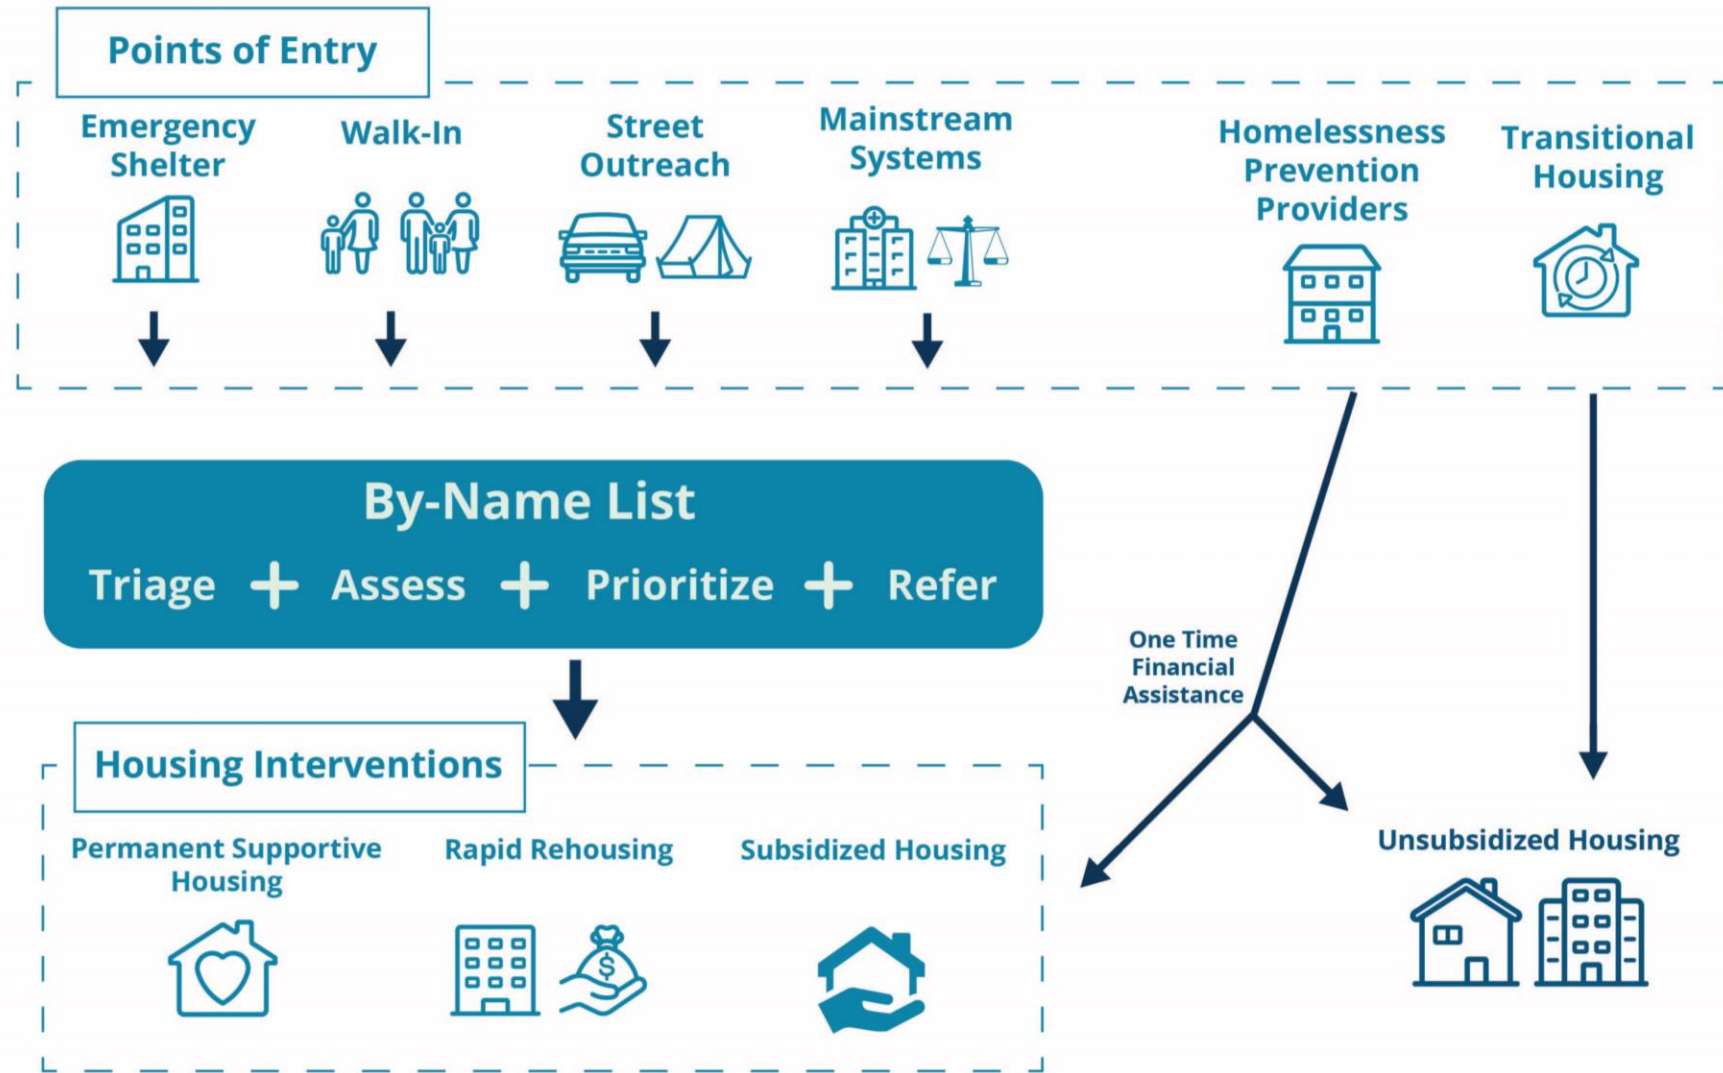 Points of Entry
Emergency
Shelter
Walk-In
Street
Outreach
Mainstream
Systems
Homelessness
Prevention
Providers
Transitional
Housing
By-Name List
Triage + Assess + Prioritize + Refer
One Time
Financial
Assistance
Housing Interventions
Permanent Supportive
Housing
Rapid Rehousing
$
Subsidized Housing
Unsubsidized Housing